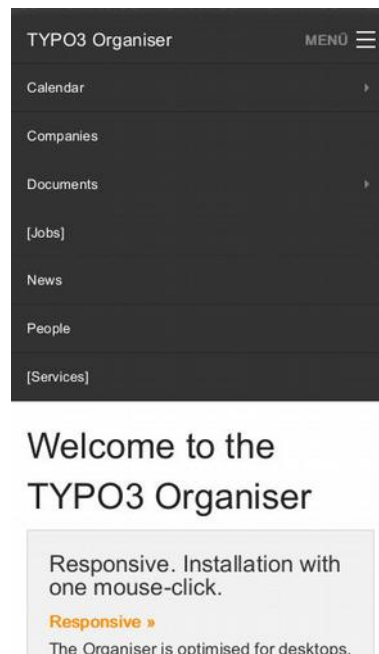 TYPO3 Organiser MENÜ
Calendar
Companies
Documents
[Jobs]
News
People
[Services]
Welcome to the
TYPO3 Organiser
Responsive. Installation with
one mouse-click.
Responsive »
The Organiser is optimised for desktops,